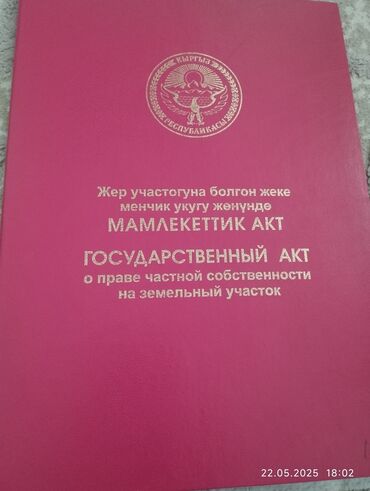 КЫРГЫЗ
РЕСПУБЛИКАСЫ
Жер участогуна болгон жеке
менчик укугу жөнүндө
МАМЛЕКЕТТИК АКТ
ГОСУДАРСТВЕННЫЙ АКТ
о праве частной собственности
на земельный участок
22.05.2025 18:02